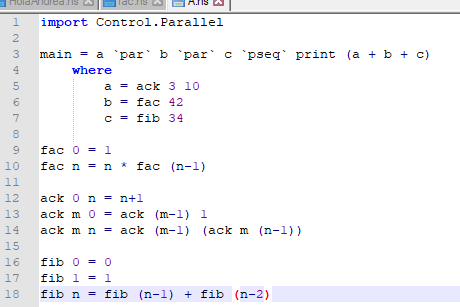 HolaAndrea.hs fac.hs A.hs
1 import Control.Parallel
2
3 main = a `par` b `par` c `pseq` print (a + b + c)
4     where
5         a = ack 3 10
6         b = fac 42
7         c = fib 34
8
9 fac 0 = 1
10 fac n = n * fac (n-1)
11
12 ack 0 n = n+1
13 ack m 0 = ack (m-1) 1
14 ack m n = ack (m-1) (ack m (n-1))
15
16 fib 0 = 0
17 fib 1 = 1
18 fib n = fib (n-1) + fib (n-2)